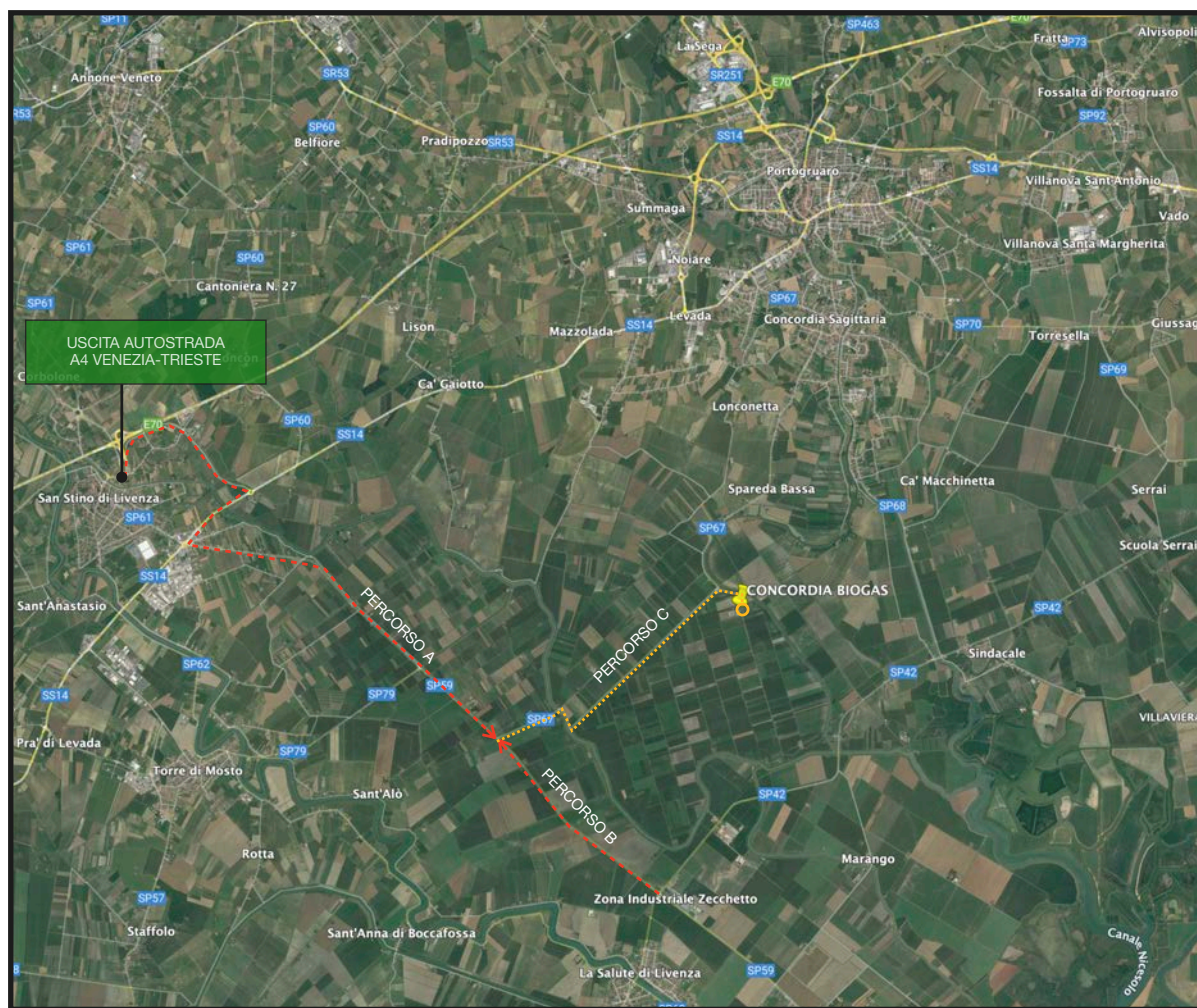 SP11
SP463
E70
Fratta
SP73
Alvisopoli
La Sega
Annone Veneto
SR53
SR251
E70
Fossalta di Portogruaro
SR53
SP60
Belfiore
Pradipozzo
SR53
SS14
SP92
Portogruaro
SS14
Villanova Sant'Antonio
Summaga
Vado
SP61
SP60
Noiare
Villanova Santa Margherita
Cantoniera N. 27
SP61
SP67
Lison
Mazzolada
SS14
Levada
Concordia Sagittaria
SP70
Giussag
Torresella
USCITA AUTOSTRADA
A4 VENEZIA-TRIESTE
Corbolone
Ca' Gaiotto
SP69
Lonconetta
E70
SP60
SS14
San Stino di Livenza
SP61
Spareda Bassa
Ca' Macchinetta
Serrai
SP67
SP68
Scuola Serrai
SS14
CONCORDIA BIOGAS
Sant'Anastasio
SP42
PERCORSO A
PERCORSO C
SP62
Sindacale
SP42
SS14
SP79
SP59
VILLAVIERA
Pra' di Levada
SP79
Torre di Mosto
Sant'Alò
PERCORSO B
SP42
Rotta
Marango
SP57
Zona Industriale Zecchetto
Staffolo
Sant'Anna di Boccafossa
Canale Nicesolo
La Salute di Livenza
SP59